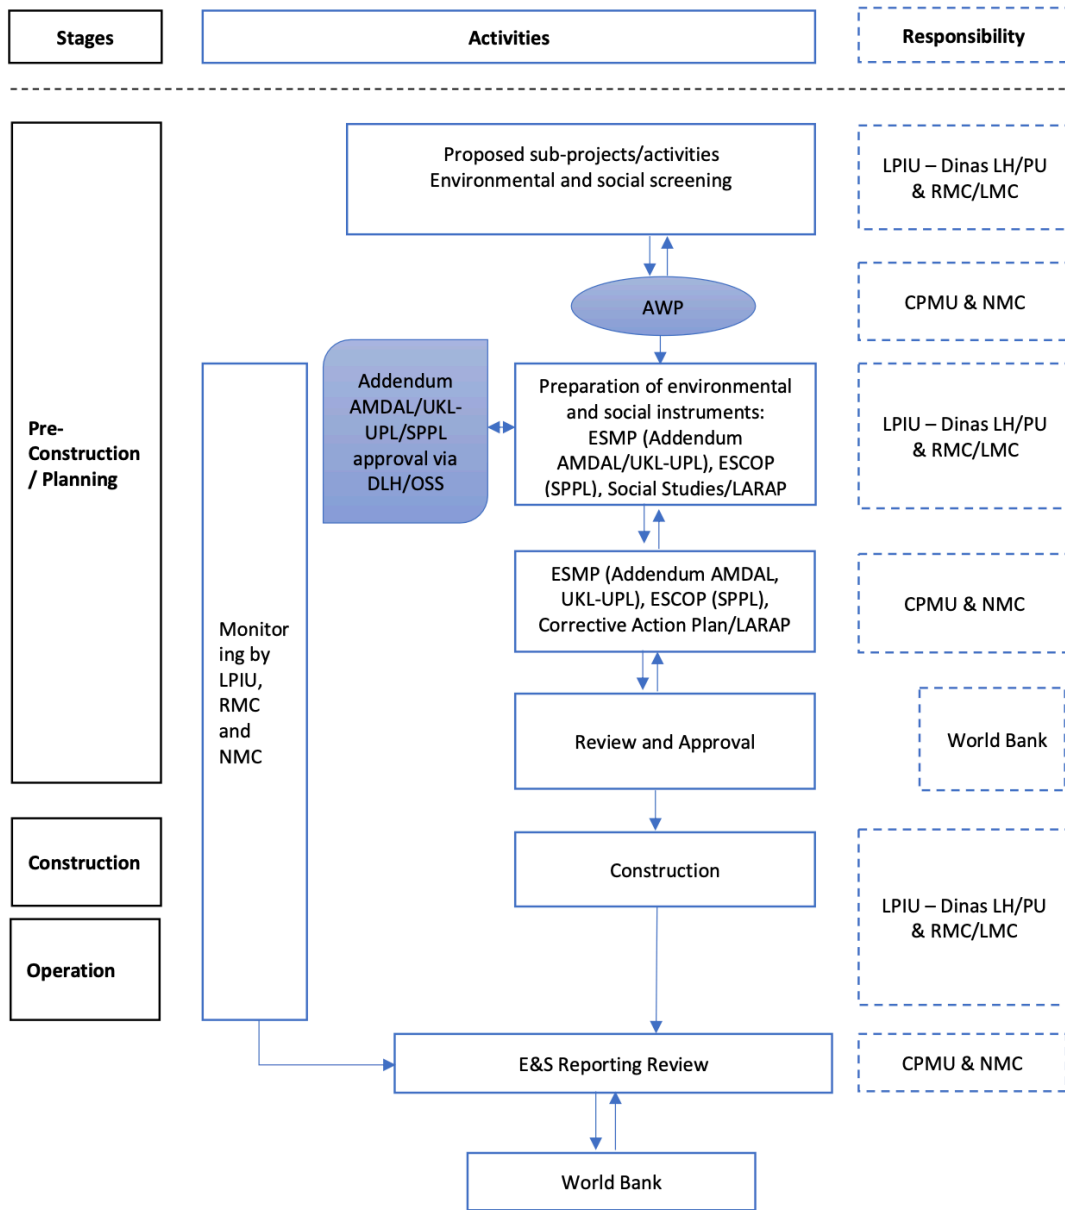 Stages
Activities
Responsibility
Proposed sub-projects/activities
Environmental and social screening
LPIU – Dinas LH/PU
& RMC/LMC
AWP
CPMU & NMC
Pre-
Construction
/ Planning
Monitor
ing by
LPIU,
RMC
and
NMC
Addendum
AMDAL/UKL-
UPL/SPPL
approval via
DLH/OSS
Preparation of environmental
and social instruments:
ESMP (Addendum
AMDAL/UKL-UPL), ESCOP
(SPPL), Social Studies/LARAP
LPIU – Dinas LH/PU
& RMC/LMC
ESMP (Addendum AMDAL,
UKL-UPL), ESCOP (SPPL),
Corrective Action Plan/LARAP
CPMU & NMC
Review and Approval
World Bank
Construction
Construction
LPIU – Dinas LH/PU
& RMC/LMC
Operation
E&S Reporting Review
CPMU & NMC
World Bank